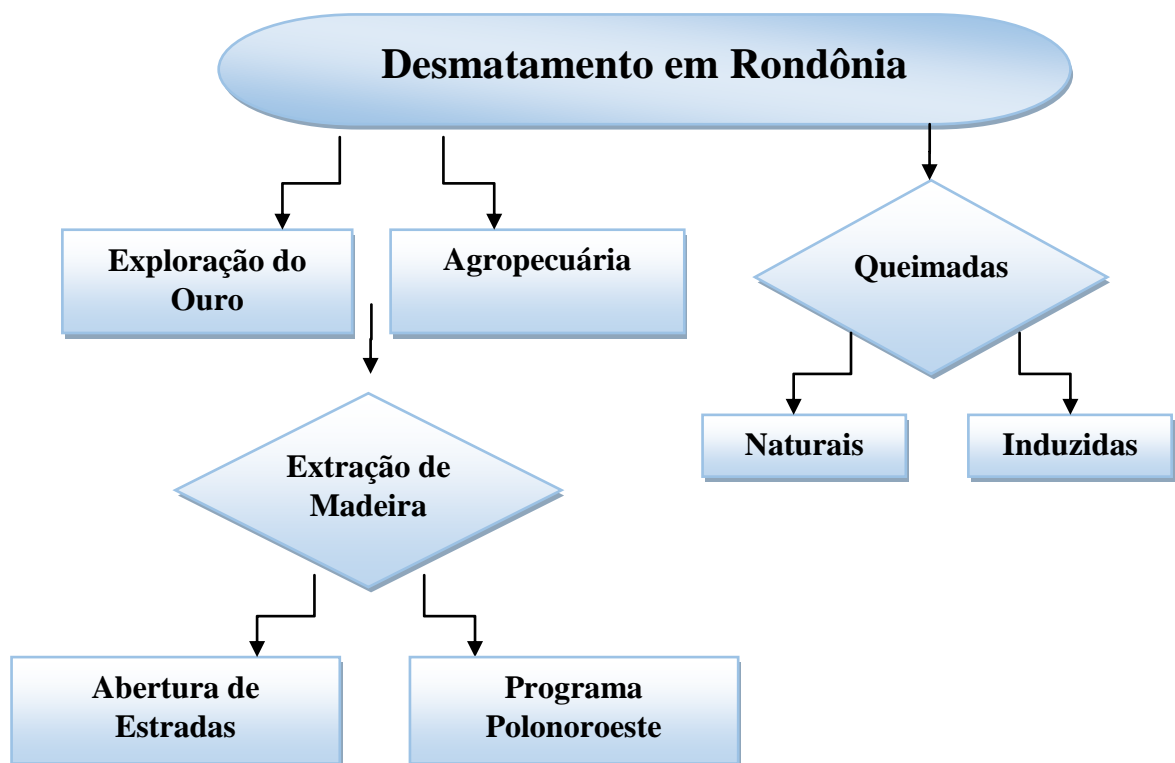 Desmatamento em Rondônia
Exploração do
Ouro
Agropecuária
Queimadas
Naturais
Induzidas
Extração de
Madeira
Abertura de
Estradas
Programa
Polonoroeste